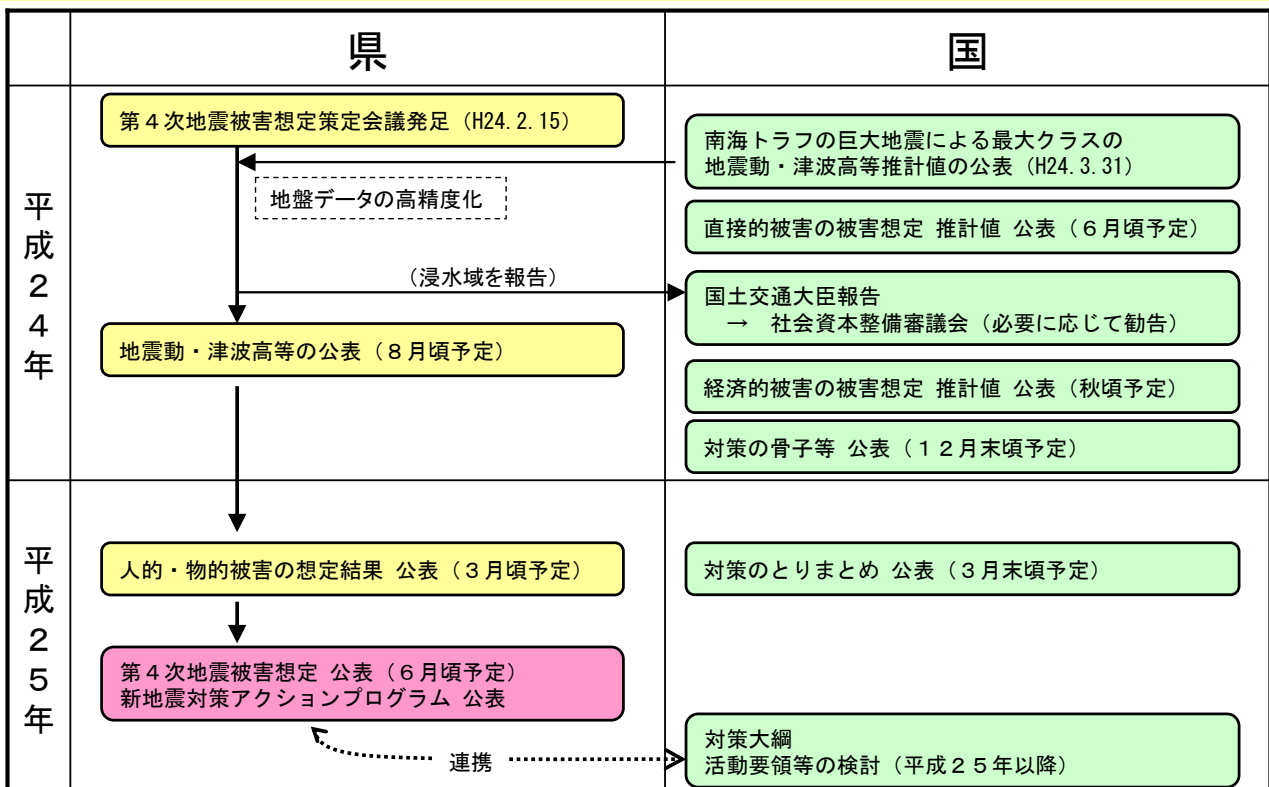 県
国
平成24年
第４次地震被害想定策定会議発足（H24.2.15）
南海トラフの巨大地震による最大クラスの
地震動・津波高等推計値の公表（H24.3.31）
地盤データの高精度化
直接的被害の被害想定 推計値 公表（６月頃予定）
（浸水域を報告）
国土交通大臣報告
→ 社会資本整備審議会（必要に応じて勧告）
地震動・津波高等の公表（８月頃予定）
経済的被害の被害想定 推計値 公表（秋頃予定）
対策の骨子等 公表（１２月末頃予定）
平成２５年
人的・物的被害の想定結果 公表（３月頃予定）
対策のとりまとめ 公表（３月末頃予定）
第４次地震被害想定 公表（６月頃予定）
新地震対策アクションプログラム 公表
連携
対策大綱
活動要領等の検討（平成２５年以降）